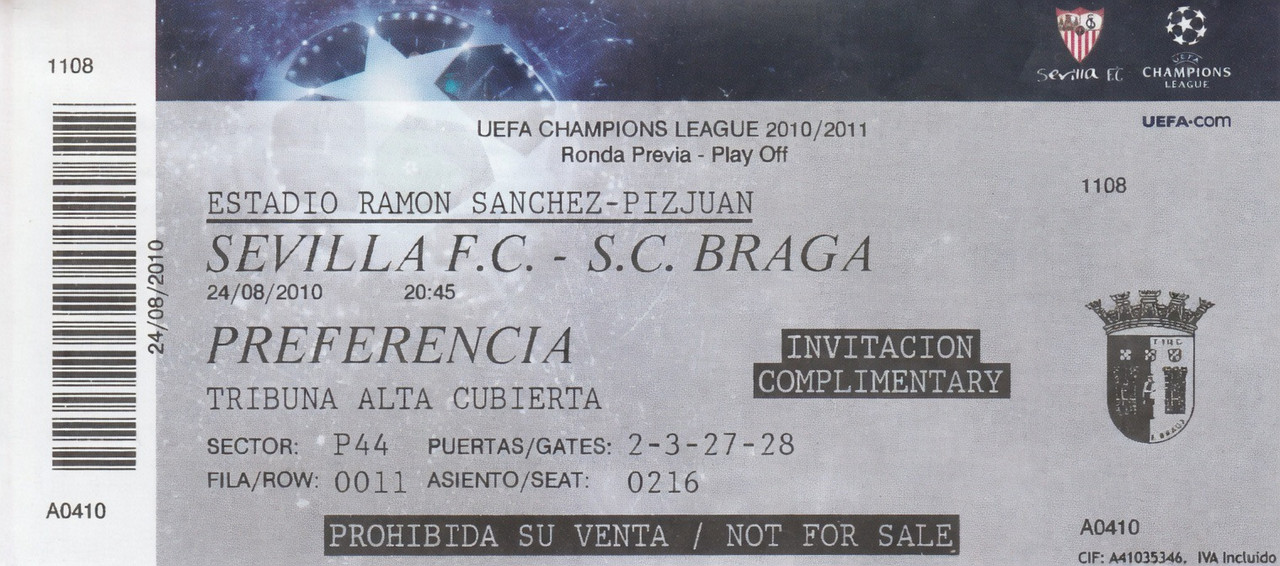 1108
24/08/2010
A0410
Sevilla FC
UEFA
CHAMPIONS
LEAGUE
UEFA.com
UEFA CHAMPIONS LEAGUE 2010/2011
Ronda Previa - Play Off
1108
ESTADIO RAMON SANCHEZ-PIZJUAN
SEVILLA F.C. - S.C. BRAGA
24/08/2010 20:45
PREFERENCIA
INVITACION
COMPLIMENTARY
TRIBUNA ALTA CUBIERTA
SECTOR: P44 PUERTAS/GATES: 2-3-27-28
FILA/ROW: 0011 ASIENTO/SEAT: 0216
PROHIBIDA SU VENTA / NOT FOR SALE
A0410
CIF: A41035346. IVA Incluido